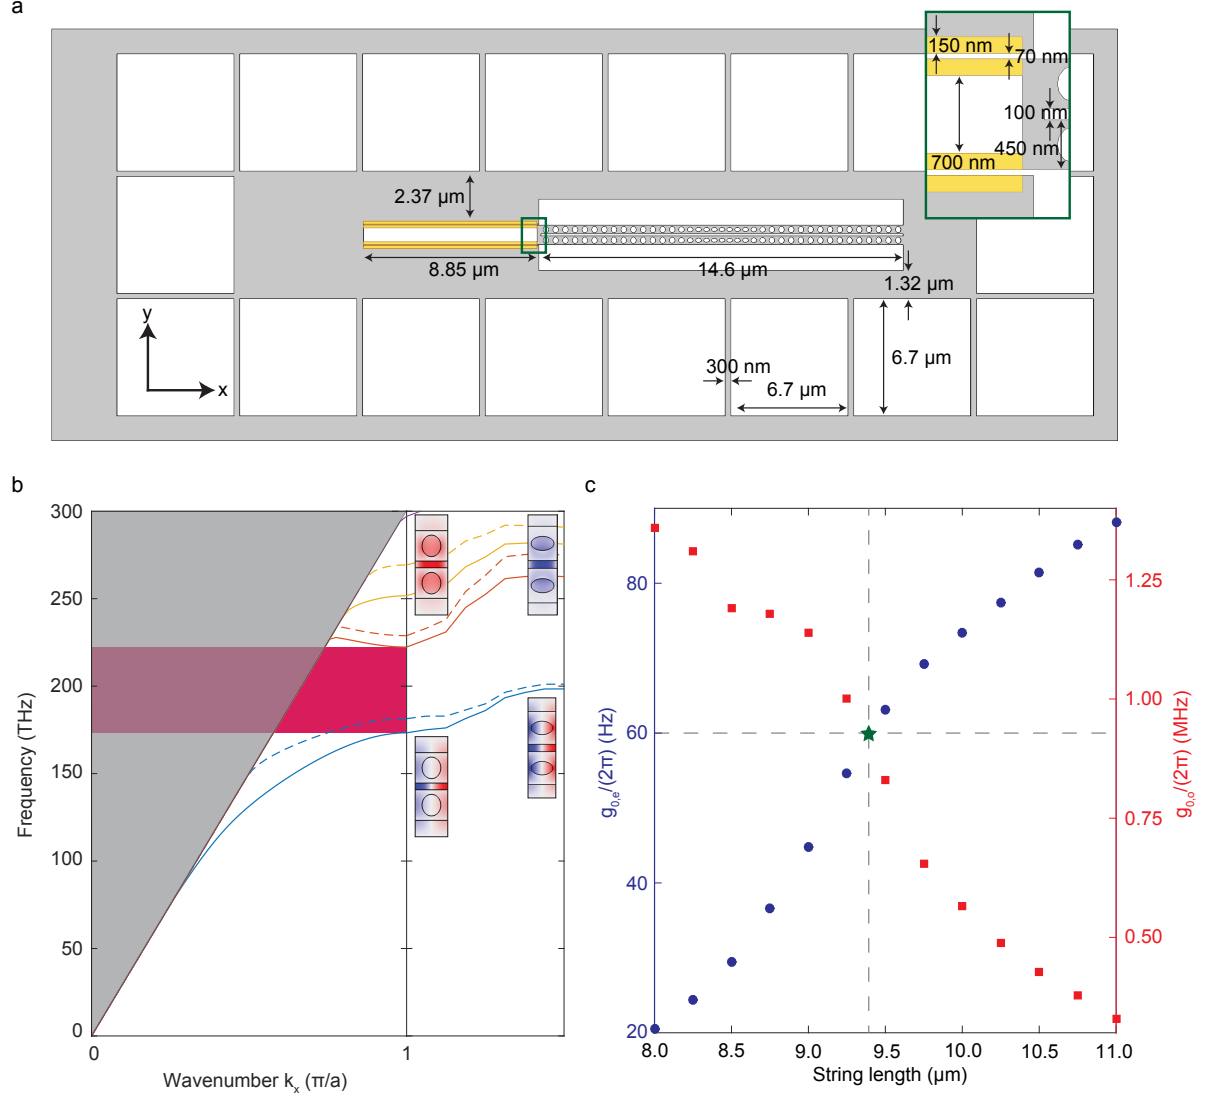 a
150 nm
70 nm
100 nm
450 nm
700 nm
2.37 µm
8.85 µm
14.6 µm
1.32 µm
y
x
300 nm
6.7 µm
6.7 µm
b
300
250
200
150
100
50
0
0
1
Frequency (THz)
Wavenumber kₓ (π/a)
c
80
60
40
20
g₀,ₑ/(2π) (Hz)
1.25
1.00
0.75
0.50
g₀,ₒ/(2π) (MHz)
8.0 8.5 9.0 9.5 10.0 10.5 11.0
String length (µm)